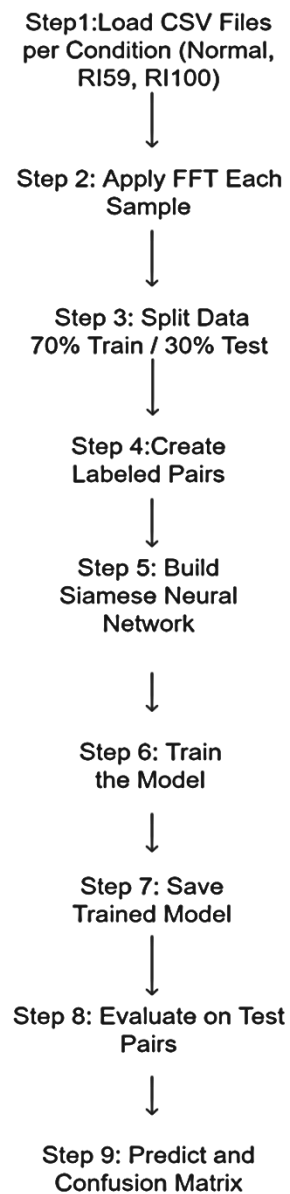 Step1:Load CSV Files
per Condition (Normal,
RI59, RI100)
Step 2: Apply FFT Each
Sample
Step 3: Split Data
70% Train / 30% Test
Step 4:Create
Labeled Pairs
Step 5: Build
Siamese Neural
Network
Step 6: Train
the Model
Step 7: Save
Trained Model
Step 8: Evaluate on Test
Pairs
Step 9: Predict and
Confusion Matrix